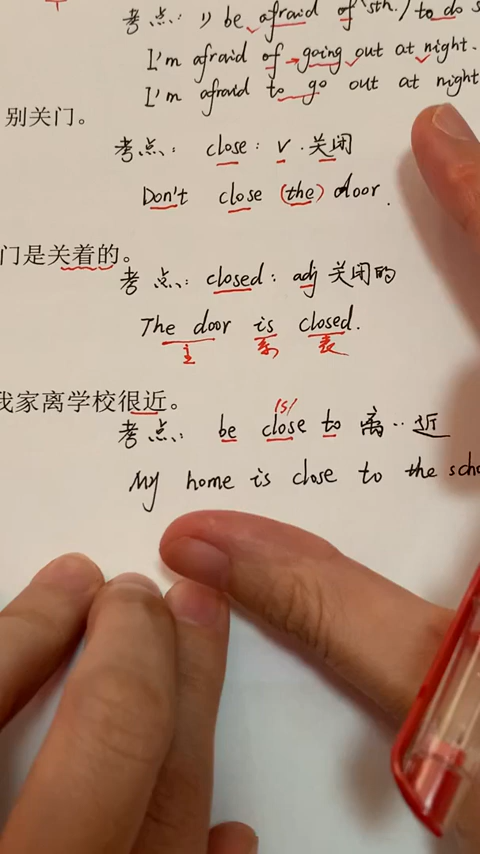 考点: 1) be afraid of (sth.) to do s
I'm afraid of going out at night.
I'm afraid to go out at night
别关门。
考点: close: v. 关闭
Don't close (the) door.
门是关着的。
考点: closed: adj 关闭的
The door is closed.
主 系 表
我家离学校很近。
/s/
考点: be close to 离..近
My home is close to the scho